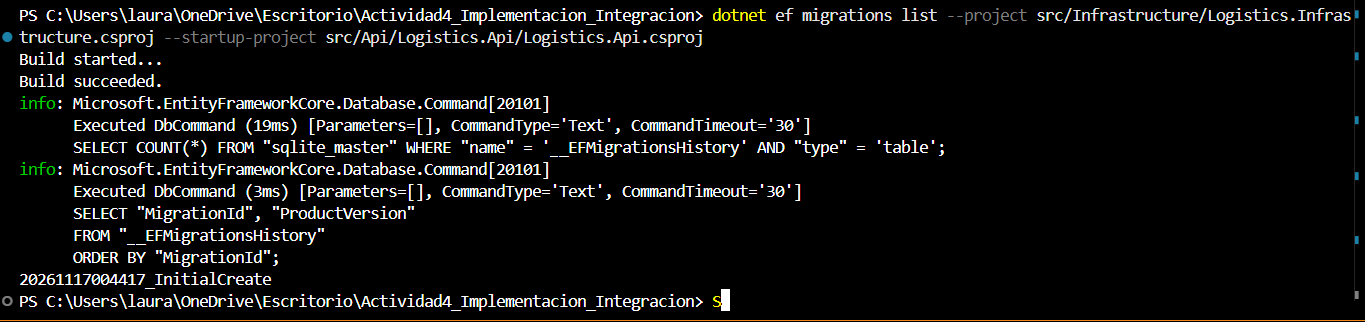 PS C:\Users\laura\OneDrive\Escritorio\Actividad4_Implementacion_Integracion> dotnet ef migrations list --project src/Infrastructure/Logistics.Infras
tructure.csproj --startup-project src/Api/Logistics.Api/Logistics.Api.csproj
Build started...
Build succeeded.
info: Microsoft.EntityFrameworkCore.Database.Command[20101]
      Executed DbCommand (19ms) [Parameters=[], CommandType='Text', CommandTimeout='30']
      SELECT COUNT(*) FROM "sqlite_master" WHERE "name" = '__EFMigrationsHistory' AND "type" = 'table';
info: Microsoft.EntityFrameworkCore.Database.Command[20101]
      Executed DbCommand (3ms) [Parameters=[], CommandType='Text', CommandTimeout='30']
      SELECT "MigrationId", "ProductVersion"
      FROM "__EFMigrationsHistory"
      ORDER BY "MigrationId";
20261117004417_InitialCreate
PS C:\Users\laura\OneDrive\Escritorio\Actividad4_Implementacion_Integracion> S